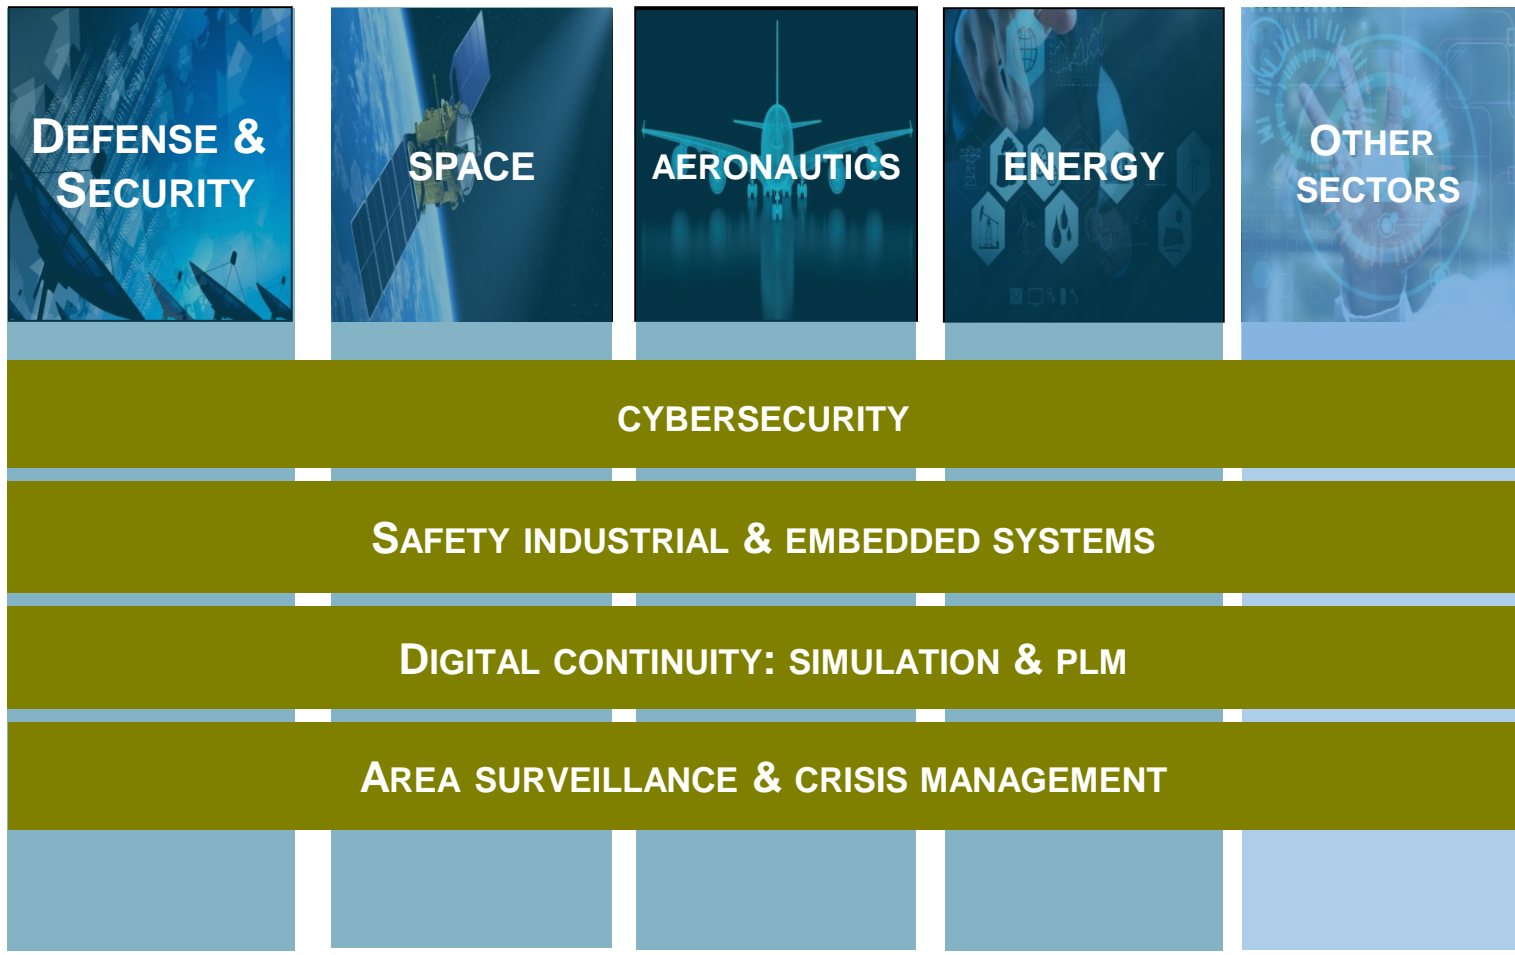 DEFENSE &
SECURITY
SPACE
AERONAUTICS
ENERGY
OTHER
SECTORS
CYBERSECURITY
SAFETY INDUSTRIAL & EMBEDDED SYSTEMS
DIGITAL CONTINUITY: SIMULATION & PLM
AREA SURVEILLANCE & CRISIS MANAGEMENT